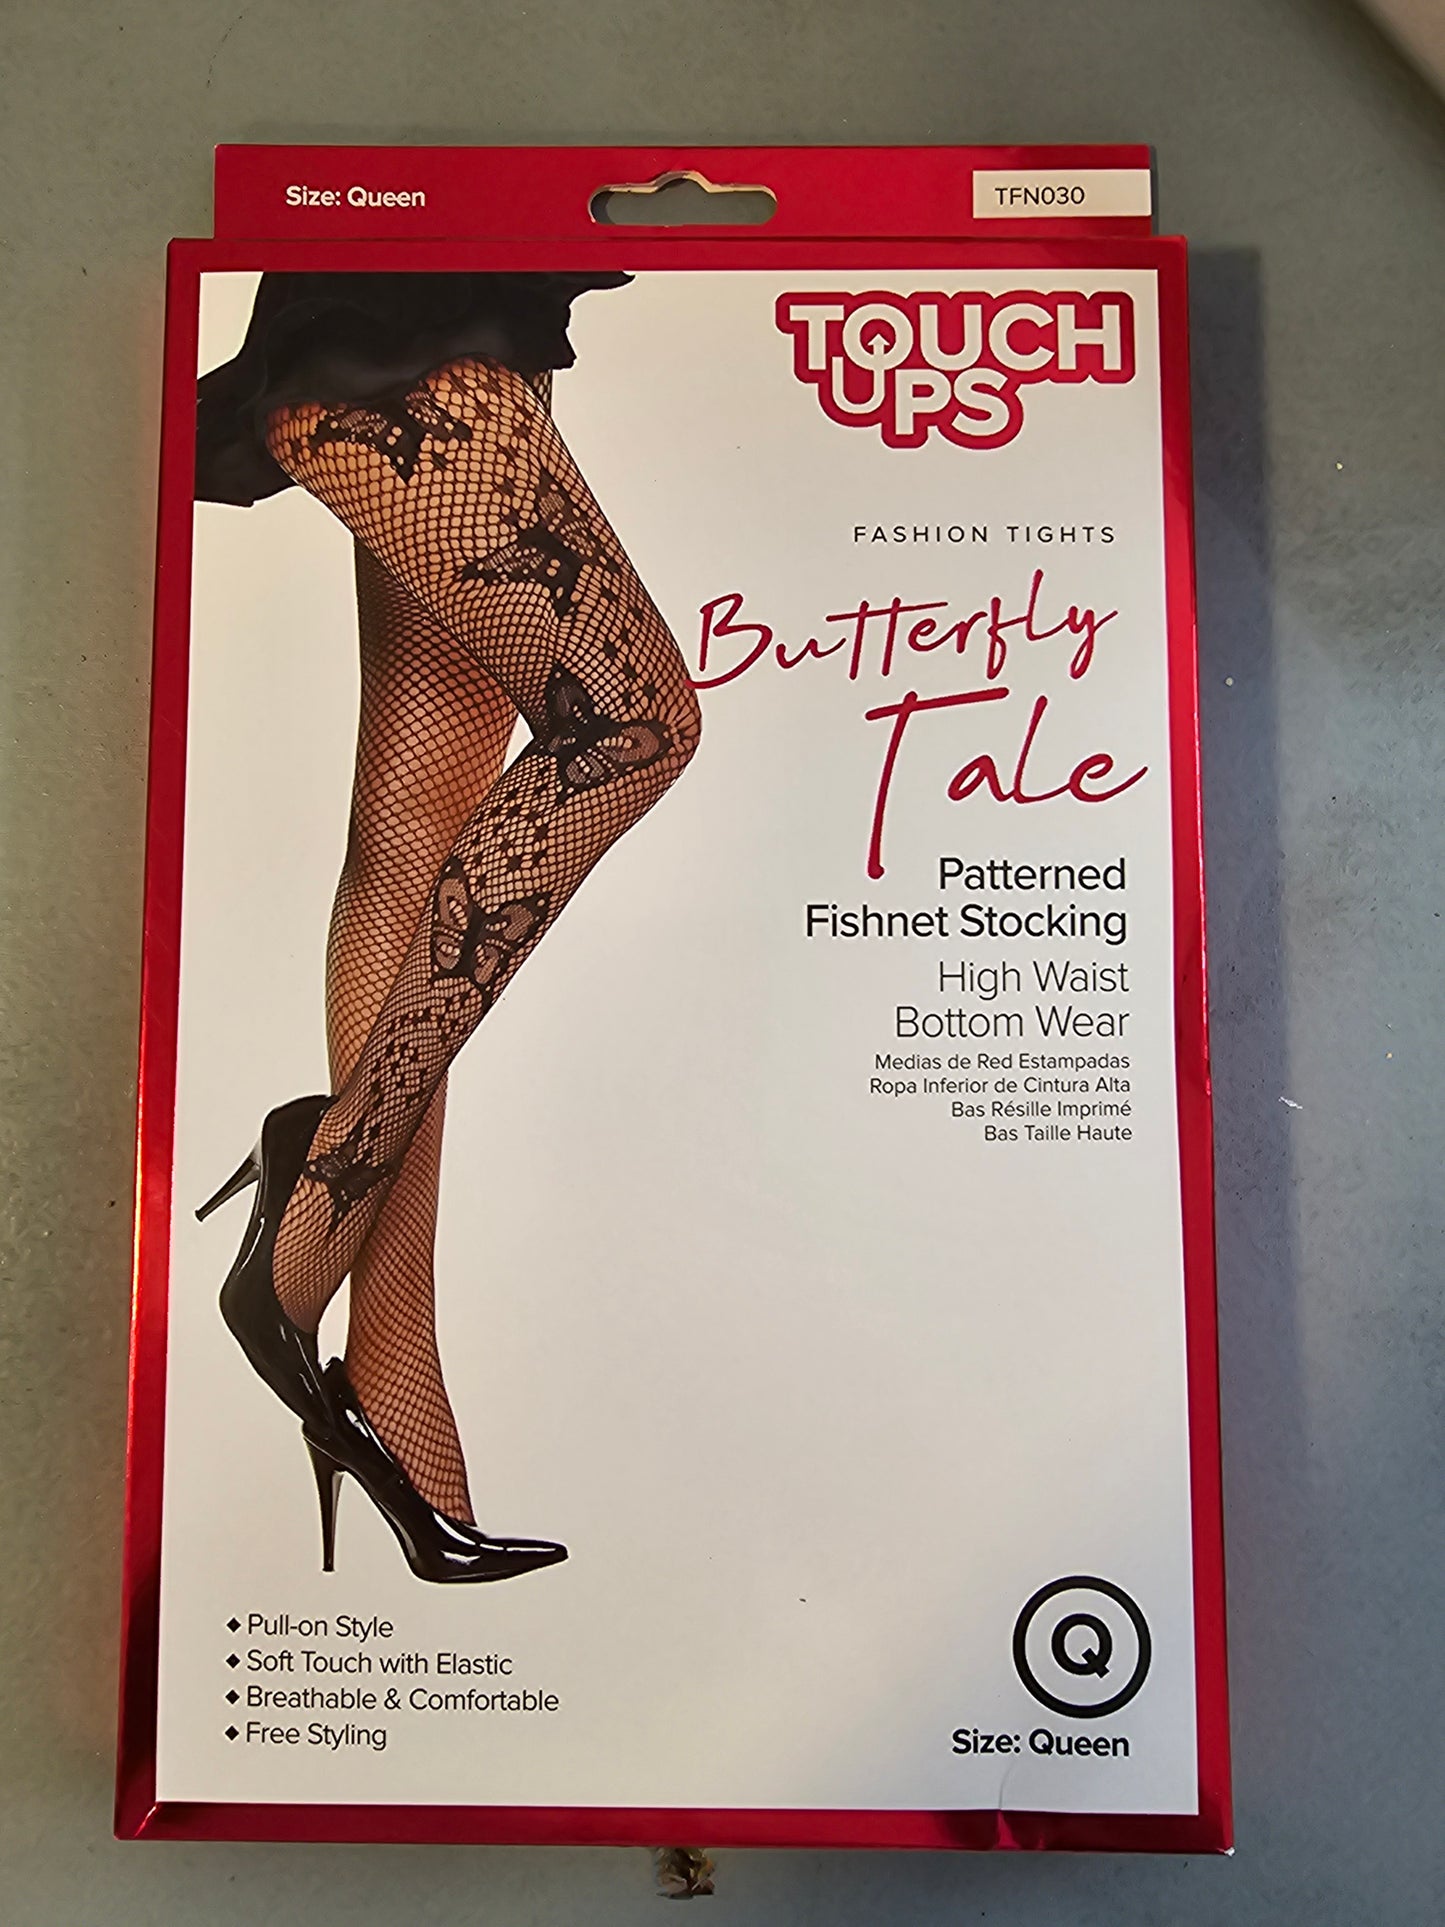 Size: Queen
TFN030
TOUCH
UPS
FASHION TIGHTS
Butterfly
Tale
Patterned
Fishnet Stocking
High Waist
Bottom Wear
Medias de Red Estampadas
Ropa Inferior de Cintura Alta
Bas Résille Imprimé
Bas Taille Haute
◆ Pull-on Style
◆ Soft Touch with Elastic
◆ Breathable & Comfortable
◆ Free Styling
Q
Size: Queen